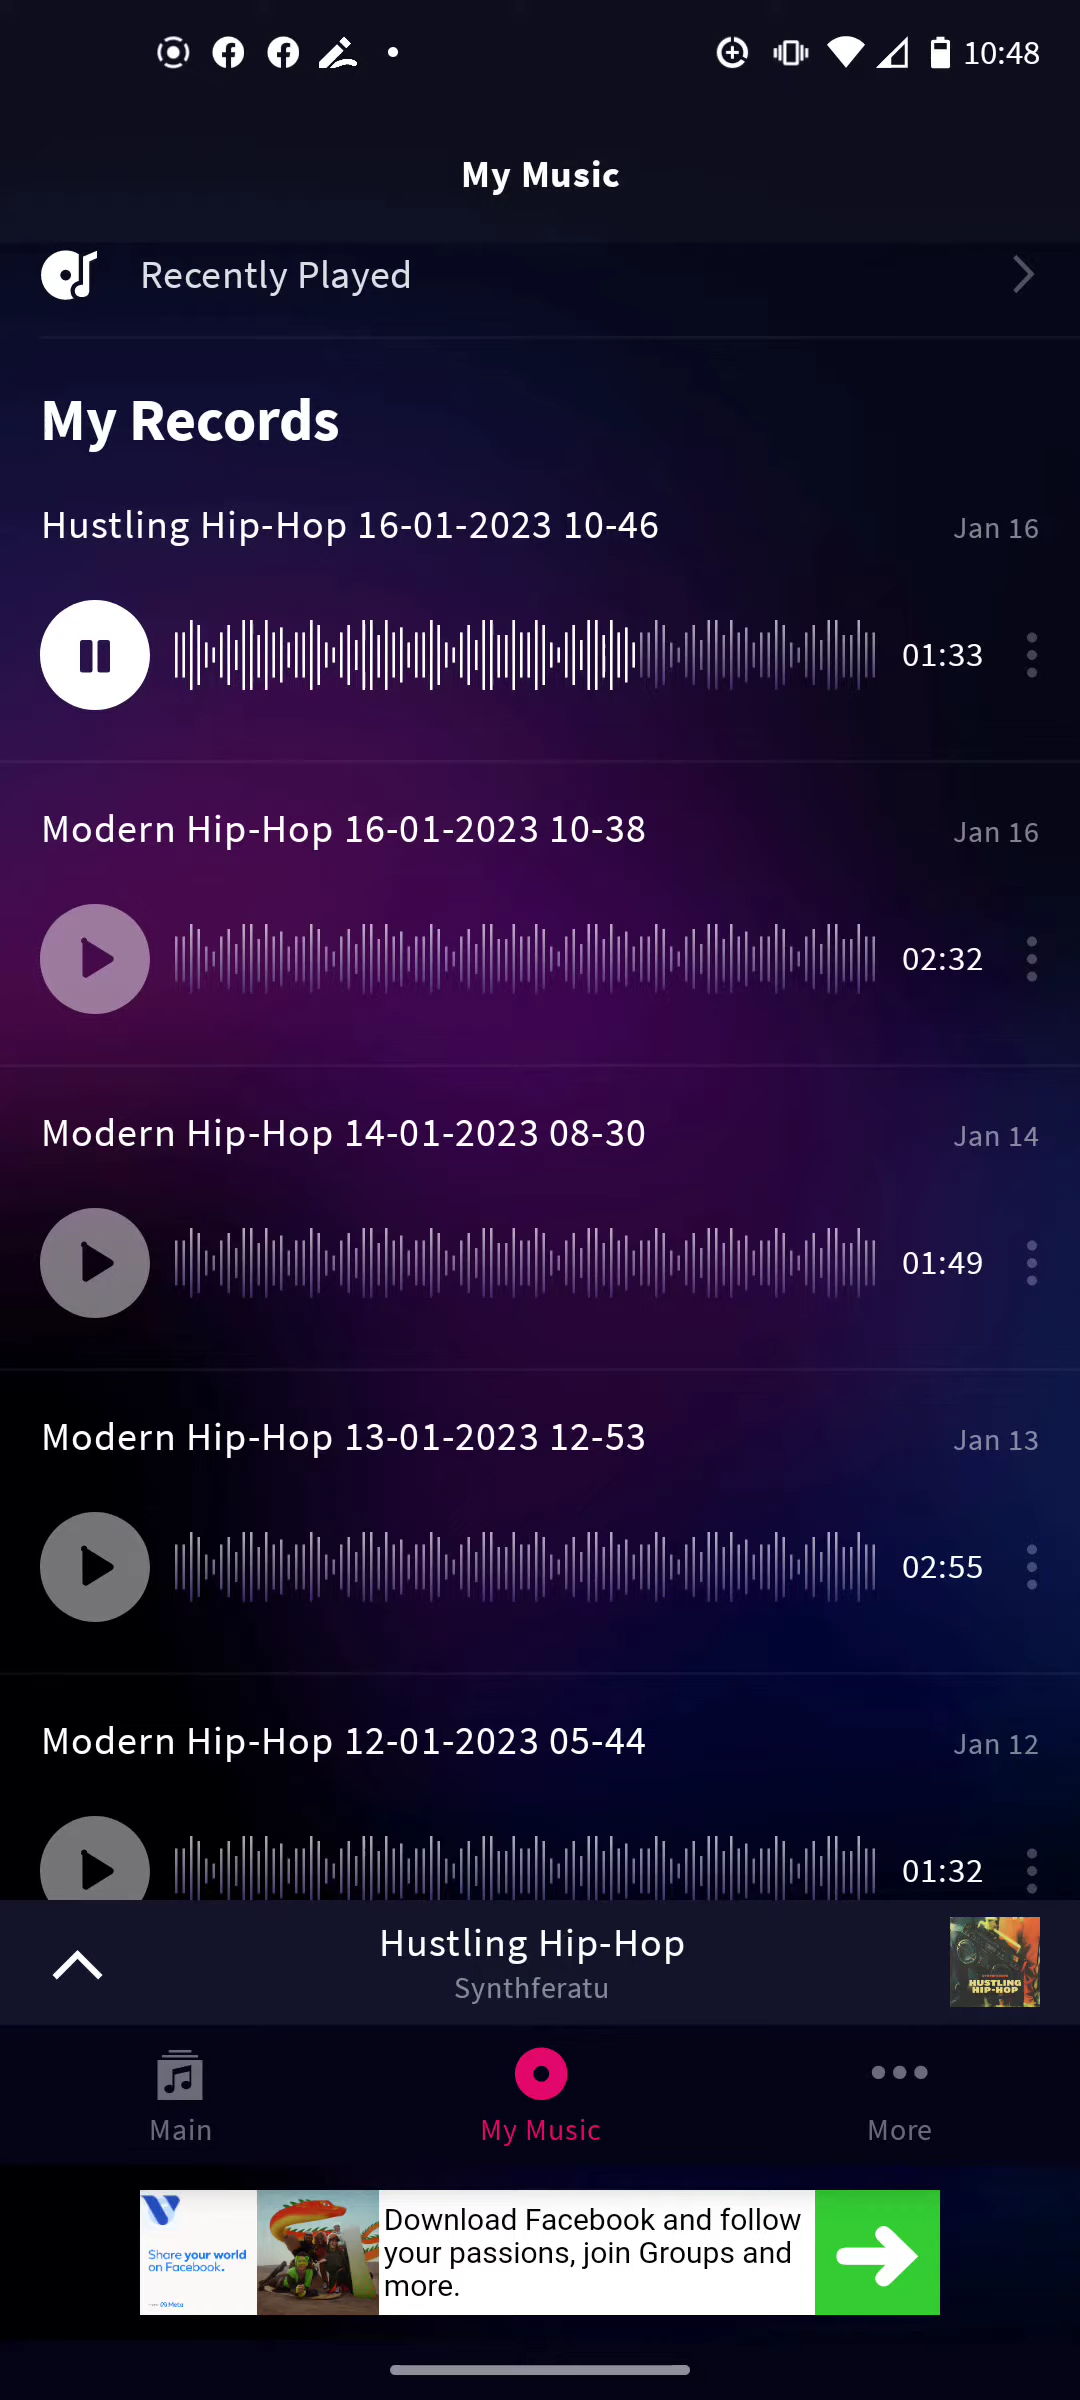 10:48
My Music
Recently Played
My Records
Hustling Hip-Hop 16-01-2023 10-46
Jan 16
01:33
Modern Hip-Hop 16-01-2023 10-38
Jan 16
02:32
Modern Hip-Hop 14-01-2023 08-30
Jan 14
01:49
Modern Hip-Hop 13-01-2023 12-53
Jan 13
02:55
Modern Hip-Hop 12-01-2023 05-44
Jan 12
01:32
Hustling Hip-Hop
Synthferatu
HUSTLING
HIP-HOP
Main
My Music
More
Share your world
on Facebook.
Meta
Download Facebook and follow
your passions, join Groups and
more.